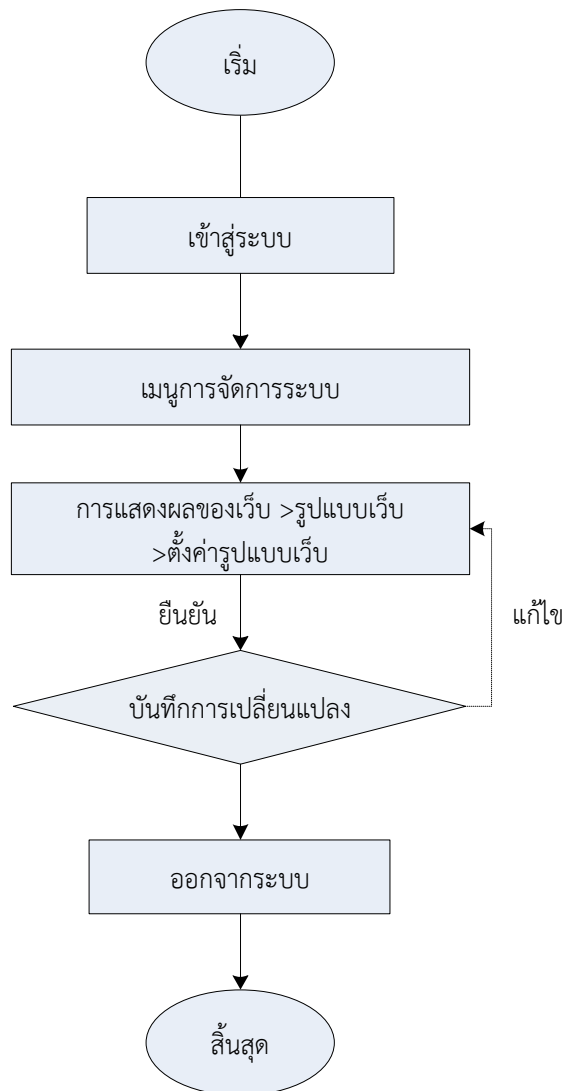 เริ่ม
เข้าสู่ระบบ
เมนูการจัดการระบบ
การแสดงผลของเว็บ >รูปแบบเว็บ
>ตั้งค่ารูปแบบเว็บ
ยืนยัน
แก้ไข
บันทึกการเปลี่ยนแปลง
ออกจากระบบ
สิ้นสุด